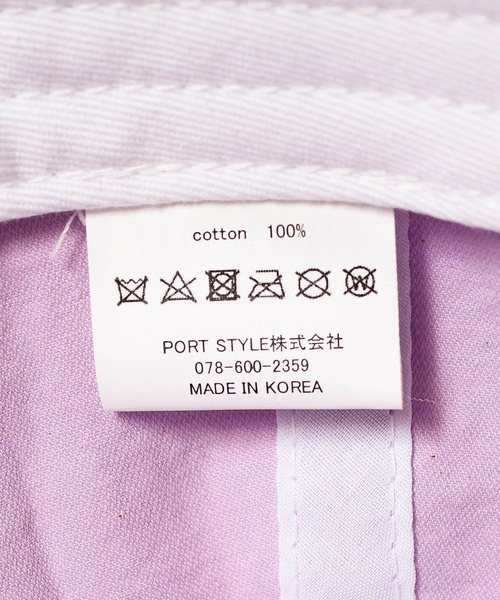 cotton 100%
PORT STYLE株式会社
078-600-2359
MADE IN KOREA